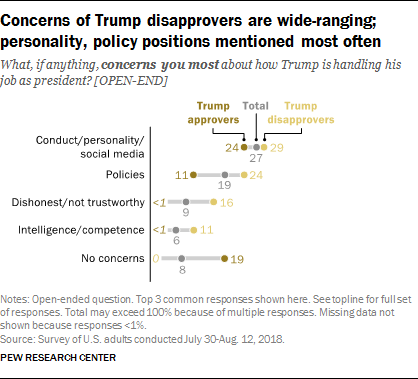 Concerns of Trump disapprovers are wide-ranging;
personality, policy positions mentioned most often
What, if anything, concerns you most about how Trump is handling his
job as president? [OPEN-END]
Trump approvers Total Trump disapprovers
Conduct/personality/
social media 24 27 29
Policies 11 19 24
Dishonest/not trustworthy <1 9 16
Intelligence/competence <1 6 11
No concerns 0 8 19
Notes: Open-ended question. Top 3 common responses shown here. See topline for full set
of responses. Total may exceed 100% because of multiple responses. Missing data not
shown because responses <1%.
Source: Survey of U.S. adults conducted July 30-Aug. 12, 2018.
PEW RESEARCH CENTER